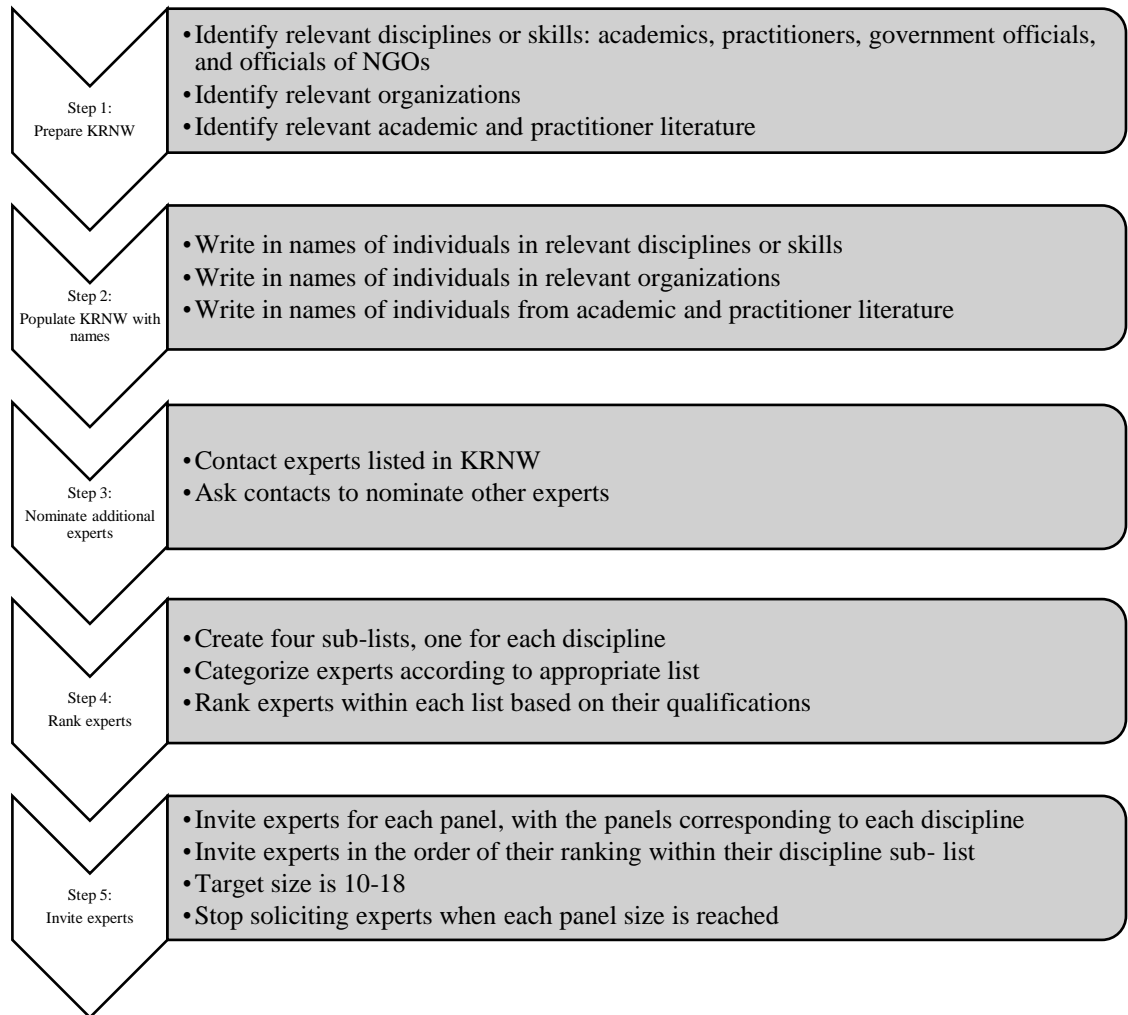 Step 1:
Prepare KRNW
•Identify relevant disciplines or skills: academics, practitioners, government officials,
and officials of NGOs
•Identify relevant organizations
•Identify relevant academic and practitioner literature
Step 2:
Populate KRNW with
names
•Write in names of individuals in relevant disciplines or skills
•Write in names of individuals in relevant organizations
•Write in names of individuals from academic and practitioner literature
Step 3:
Nominate additional
experts
•Contact experts listed in KRNW
•Ask contacts to nominate other experts
Step 4:
Rank experts
•Create four sub-lists, one for each discipline
•Categorize experts according to appropriate list
•Rank experts within each list based on their qualifications
Step 5:
Invite experts
•Invite experts for each panel, with the panels corresponding to each discipline
•Invite experts in the order of their ranking within their discipline sub- list
•Target size is 10-18
•Stop soliciting experts when each panel size is reached